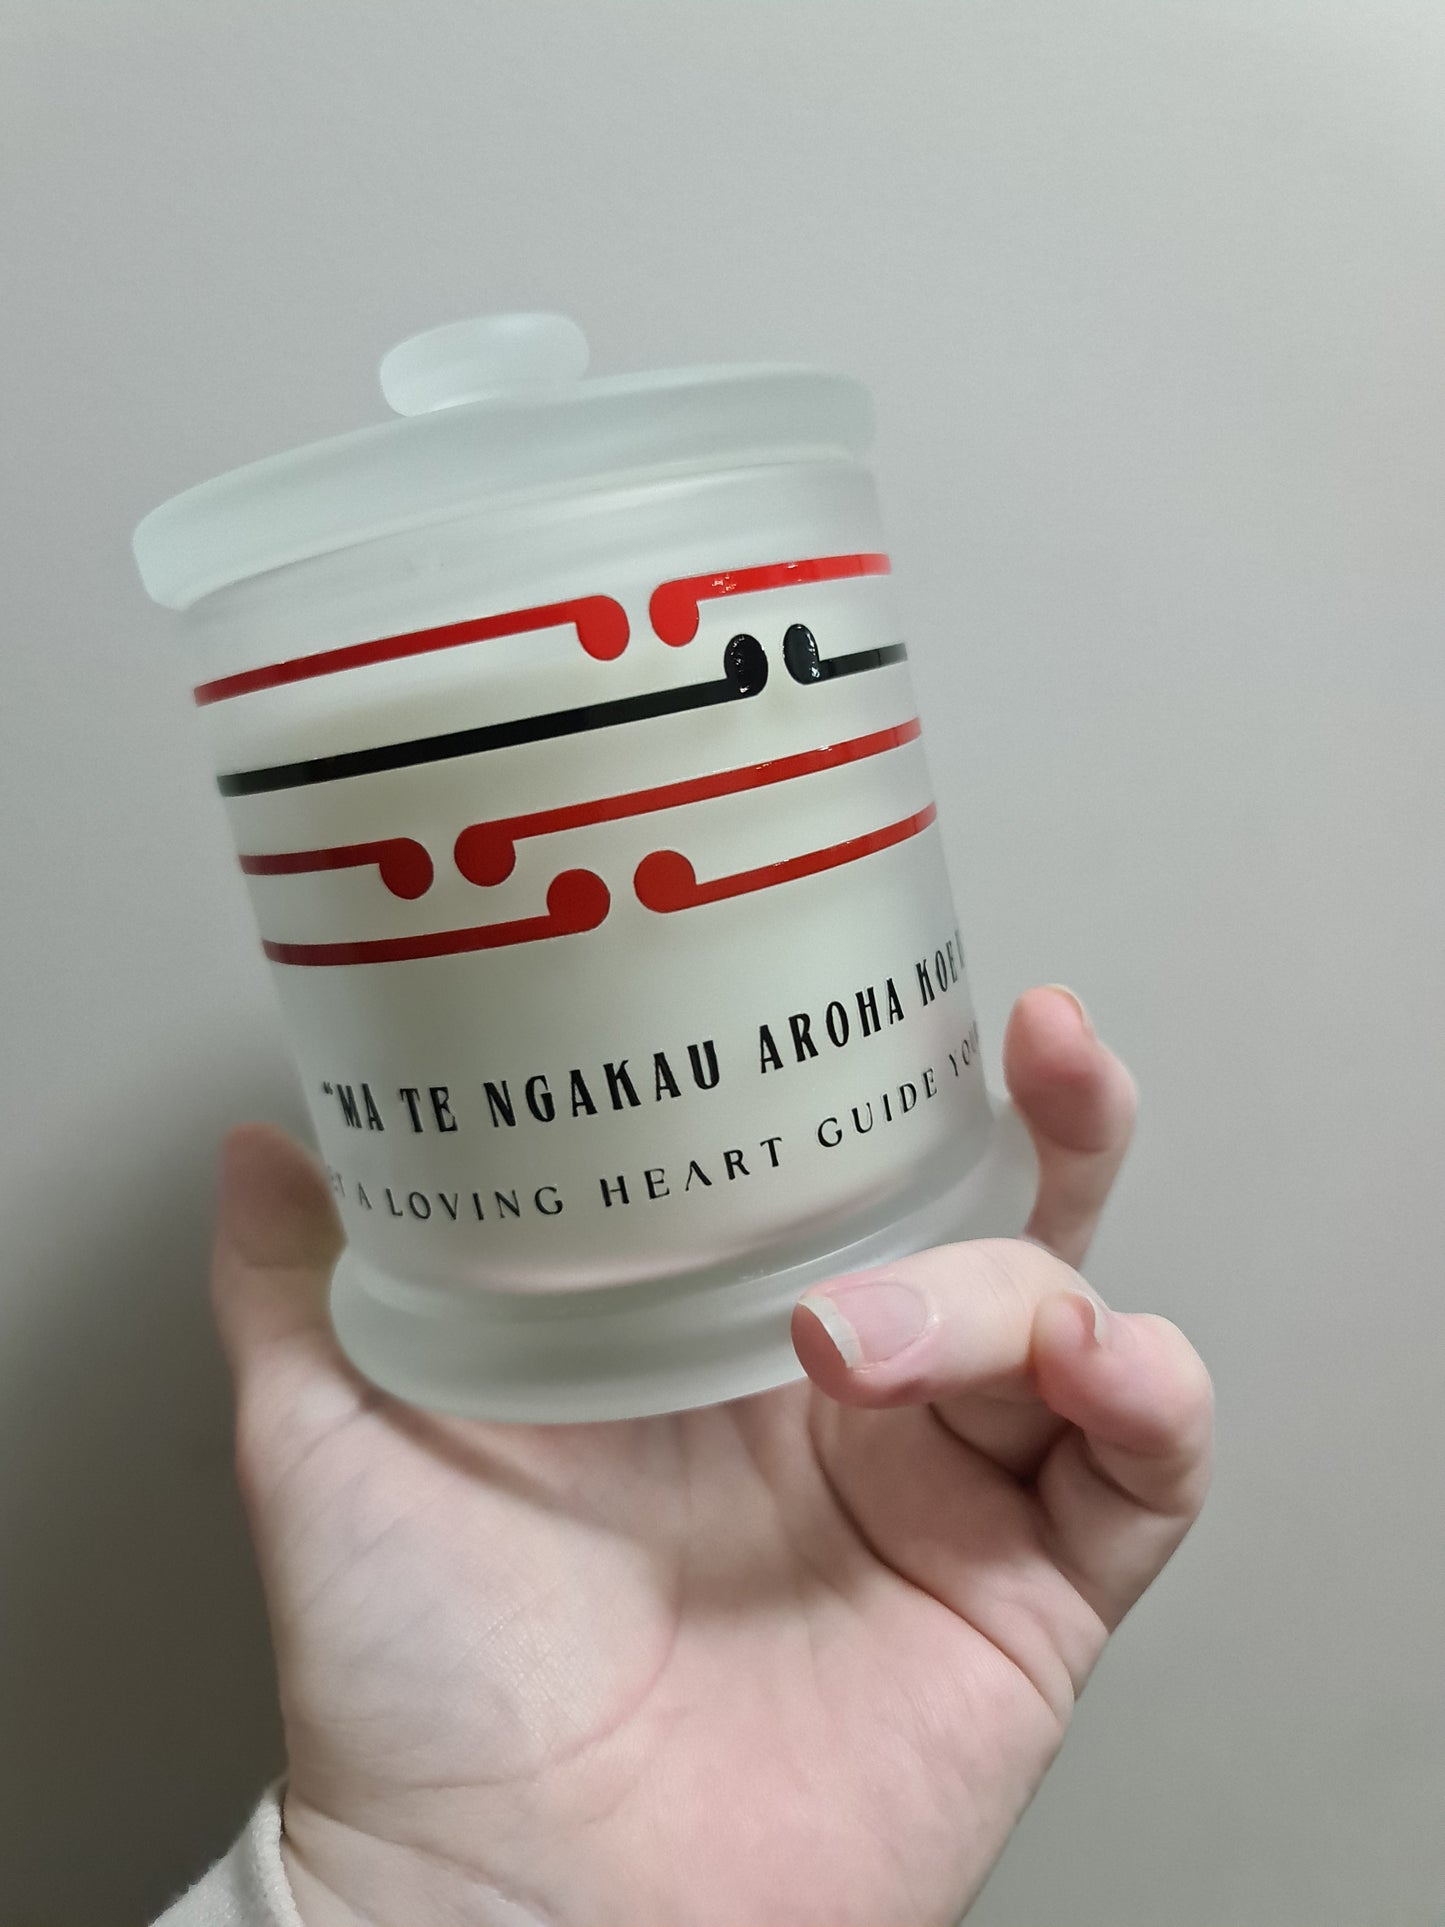 "MA TE NGAKAU AROHA
A LOVING HEART GUIDE